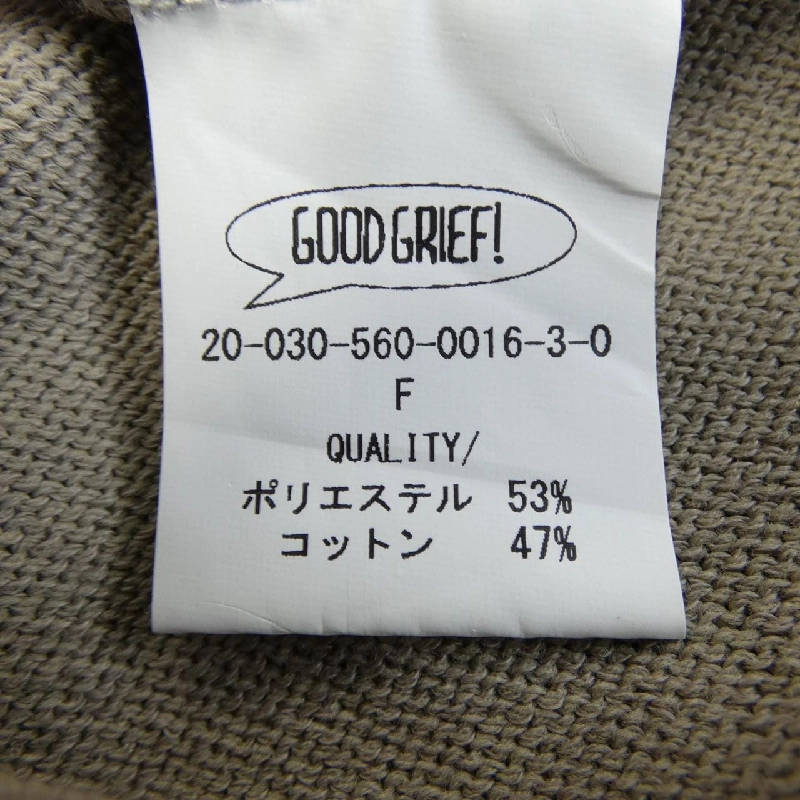 GOOD GRIEF!
20-030-560-0016-3-0
F
QUALITY/
ポリエステル 53%
コットン 47%